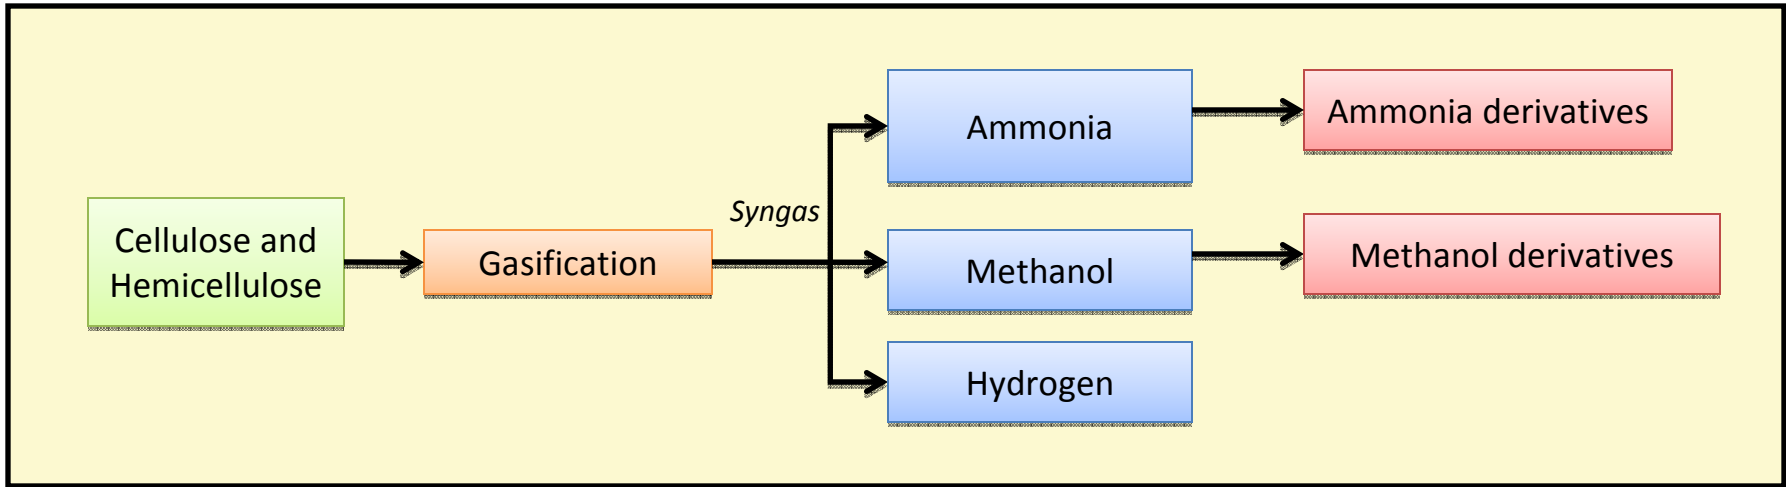 Cellulose and
Hemicellulose
Gasification
Syngas
Ammonia
Ammonia derivatives
Methanol
Methanol derivatives
Hydrogen